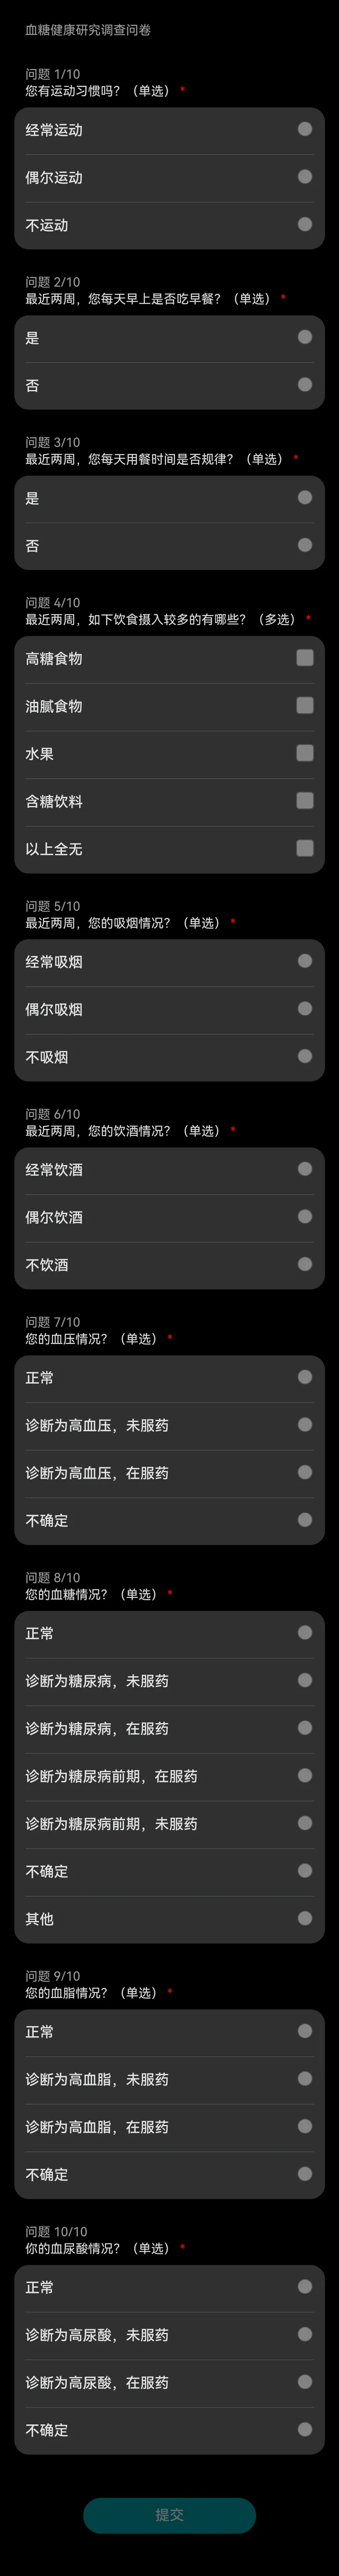 血糖健康研究调查问卷
问题 1/10
您有运动习惯吗？（单选） *
经常运动
偶尔运动
不运动
问题 2/10
最近两周，您每天早上是否吃早餐？（单选） *
是
否
问题 3/10
最近两周，您每天用餐时间是否规律？（单选） *
是
否
问题 4/10
最近两周，如下饮食摄入较多的有哪些？（多选） *
高糖食物
油腻食物
水果
含糖饮料
以上全无
问题 5/10
最近两周，您的吸烟情况？（单选） *
经常吸烟
偶尔吸烟
不吸烟
问题 6/10
最近两周，您的饮酒情况？（单选） *
经常饮酒
偶尔饮酒
不饮酒
问题 7/10
您的血压情况？（单选） *
正常
诊断为高血压，未服药
诊断为高血压，在服药
不确定
问题 8/10
您的血糖情况？（单选） *
正常
诊断为糖尿病，未服药
诊断为糖尿病，在服药
诊断为糖尿病前期，在服药
诊断为糖尿病前期，未服药
不确定
其他
问题 9/10
您的血脂情况？（单选） *
正常
诊断为高血脂，未服药
诊断为高血脂，在服药
不确定
问题 10/10
你的血尿酸情况？（单选） *
正常
诊断为高尿酸，未服药
诊断为高尿酸，在服药
不确定
提交